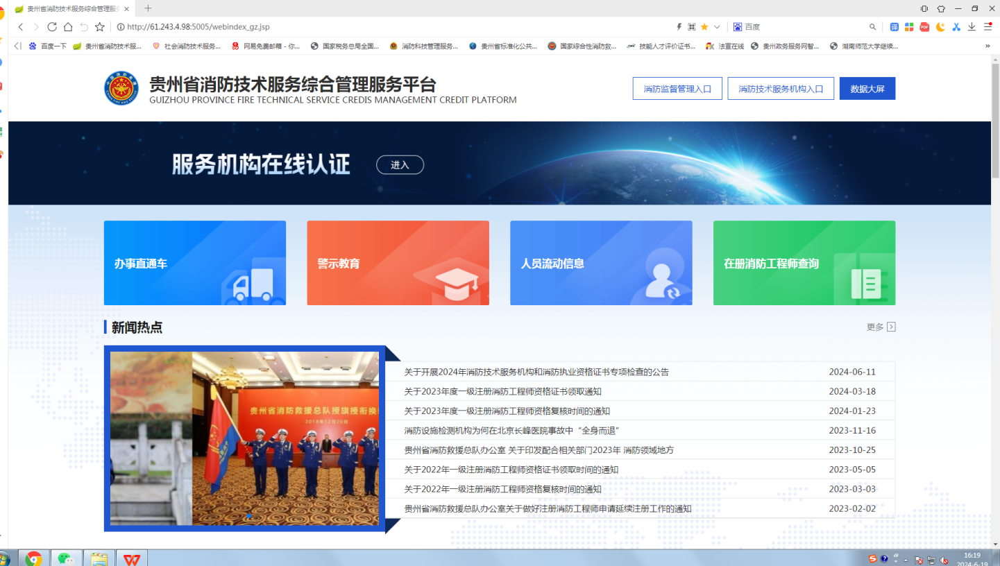 贵州省消防技术服务综合管理服务
http://61.243.4.98:5005/webindex_gz.jsp
百度
百度一下
贵州省消防技术服...
社会消防技术服务...
网易免费邮箱 - 你...
国家税务总局全国...
消防科技管理服务...
贵州省标准化公共...
国家综合性消防救...
技能人才评价证书...
法宣在线
贵州政务服务网智...
湖南师范大学继续...
贵州省消防技术服务综合管理服务平台
GUIZHOU PROVINCE FIRE TECHNICAL SERVICE CREDIS MANAGEMENT CREDIT PLATFORM
消防监督管理入口
消防技术服务机构入口
数据大屏
服务机构在线认证
进入
办事直通车
警示教育
人员流动信息
在册消防工程师查询
新闻热点
更多
贵州省消防救援总队授旗授衔换
2018年12月29日
关于开展2024年消防技术服务机构和消防执业资格证书专项检查的公告 2024-06-11
关于2023年度一级注册消防工程师资格证书领取通知 2024-03-18
关于2023年度一级注册消防工程师资格复核时间的通知 2024-01-23
消防设施检测机构为何在北京长峰医院事故中“全身而退” 2023-11-16
贵州省消防救援总队办公室 关于印发配合相关部门2023年 消防领域地方 2023-10-25
关于2022年一级注册消防工程师资格证书领取时间的通知 2023-05-05
关于2022年一级注册消防工程师资格复核时间的通知 2023-03-03
贵州省消防救援总队办公室关于做好注册消防工程师申请延续注册工作的通知 2023-02-02
16:19
2024-6-19